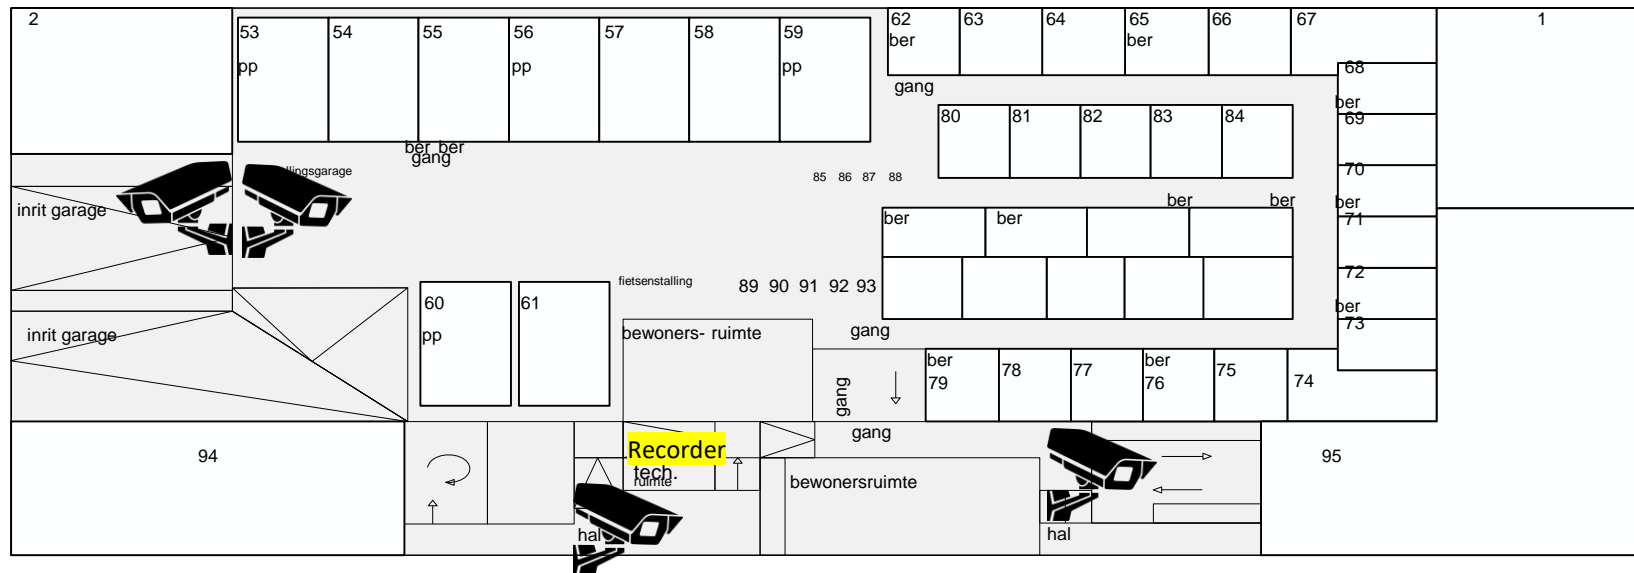 2
53
54
55
56
57
58
59
62
63
64
65
66
67
1
pp
pp
pp
ber
ber
68
gang
ber
80
81
82
83
84
69
ber ber
gang
llingsgarage
85 86 87 88
70
ber
ber
ber
inrit garage
ber
ber
71
fietsenstalling
89 90 91 92 93
72
60
61
ber
inrit garage
pp
bewoners- ruimte
gang
73
ber
ber
79
78
77
76
75
74
gang
gang
94
Recorder
tech.
ruimte
bewonersruimte
95
hal
hal